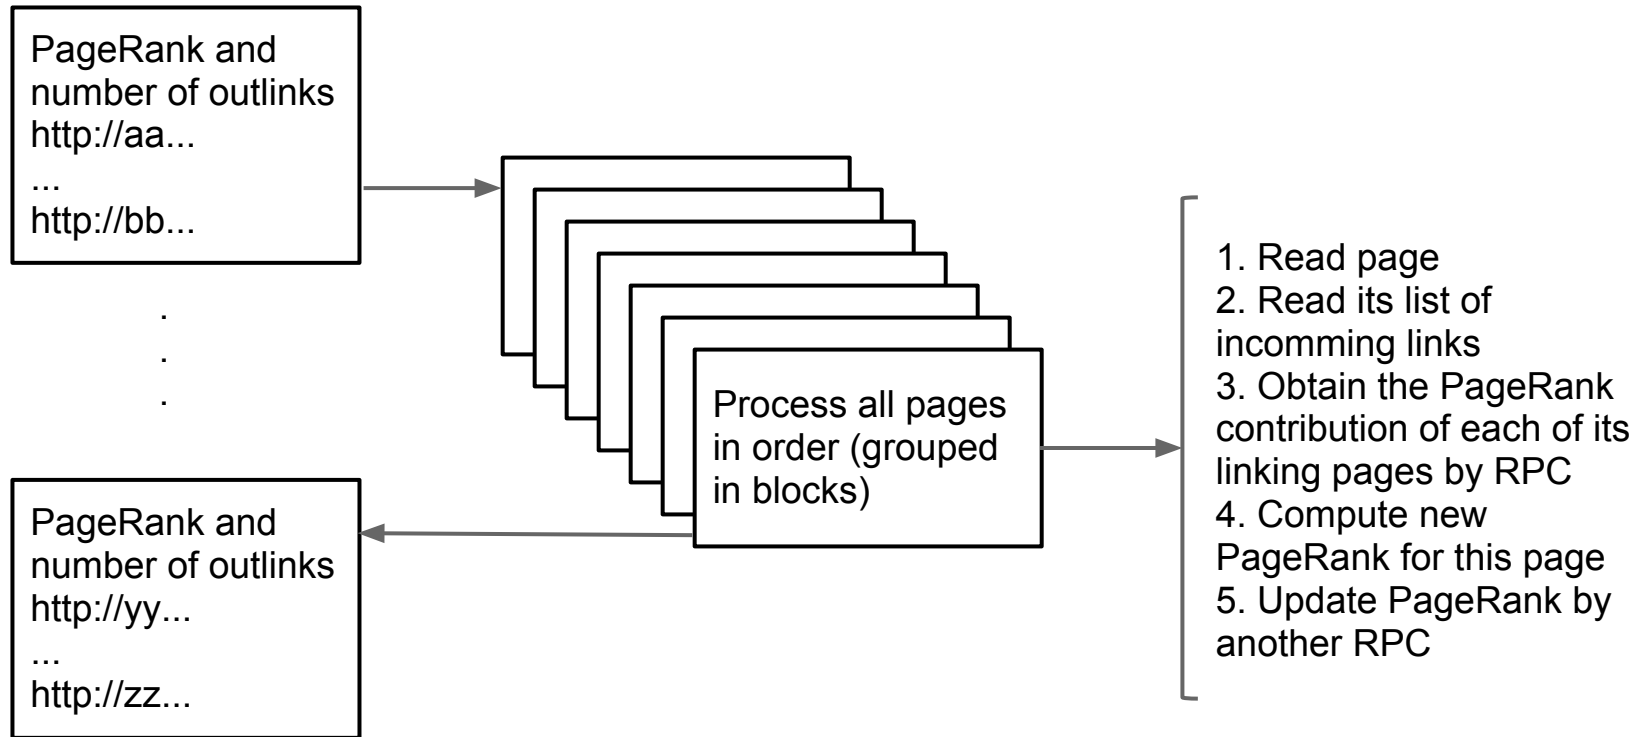 PageRank and
number of outlinks
http://aa...
...
http://bb...
.
.
.
PageRank and
number of outlinks
http://yy...
...
http://zz...
Process all pages
in order (grouped
in blocks)
1. Read page
2. Read its list of
incomming links
3. Obtain the PageRank
contribution of each of its
linking pages by RPC
4. Compute new
PageRank for this page
5. Update PageRank by
another RPC